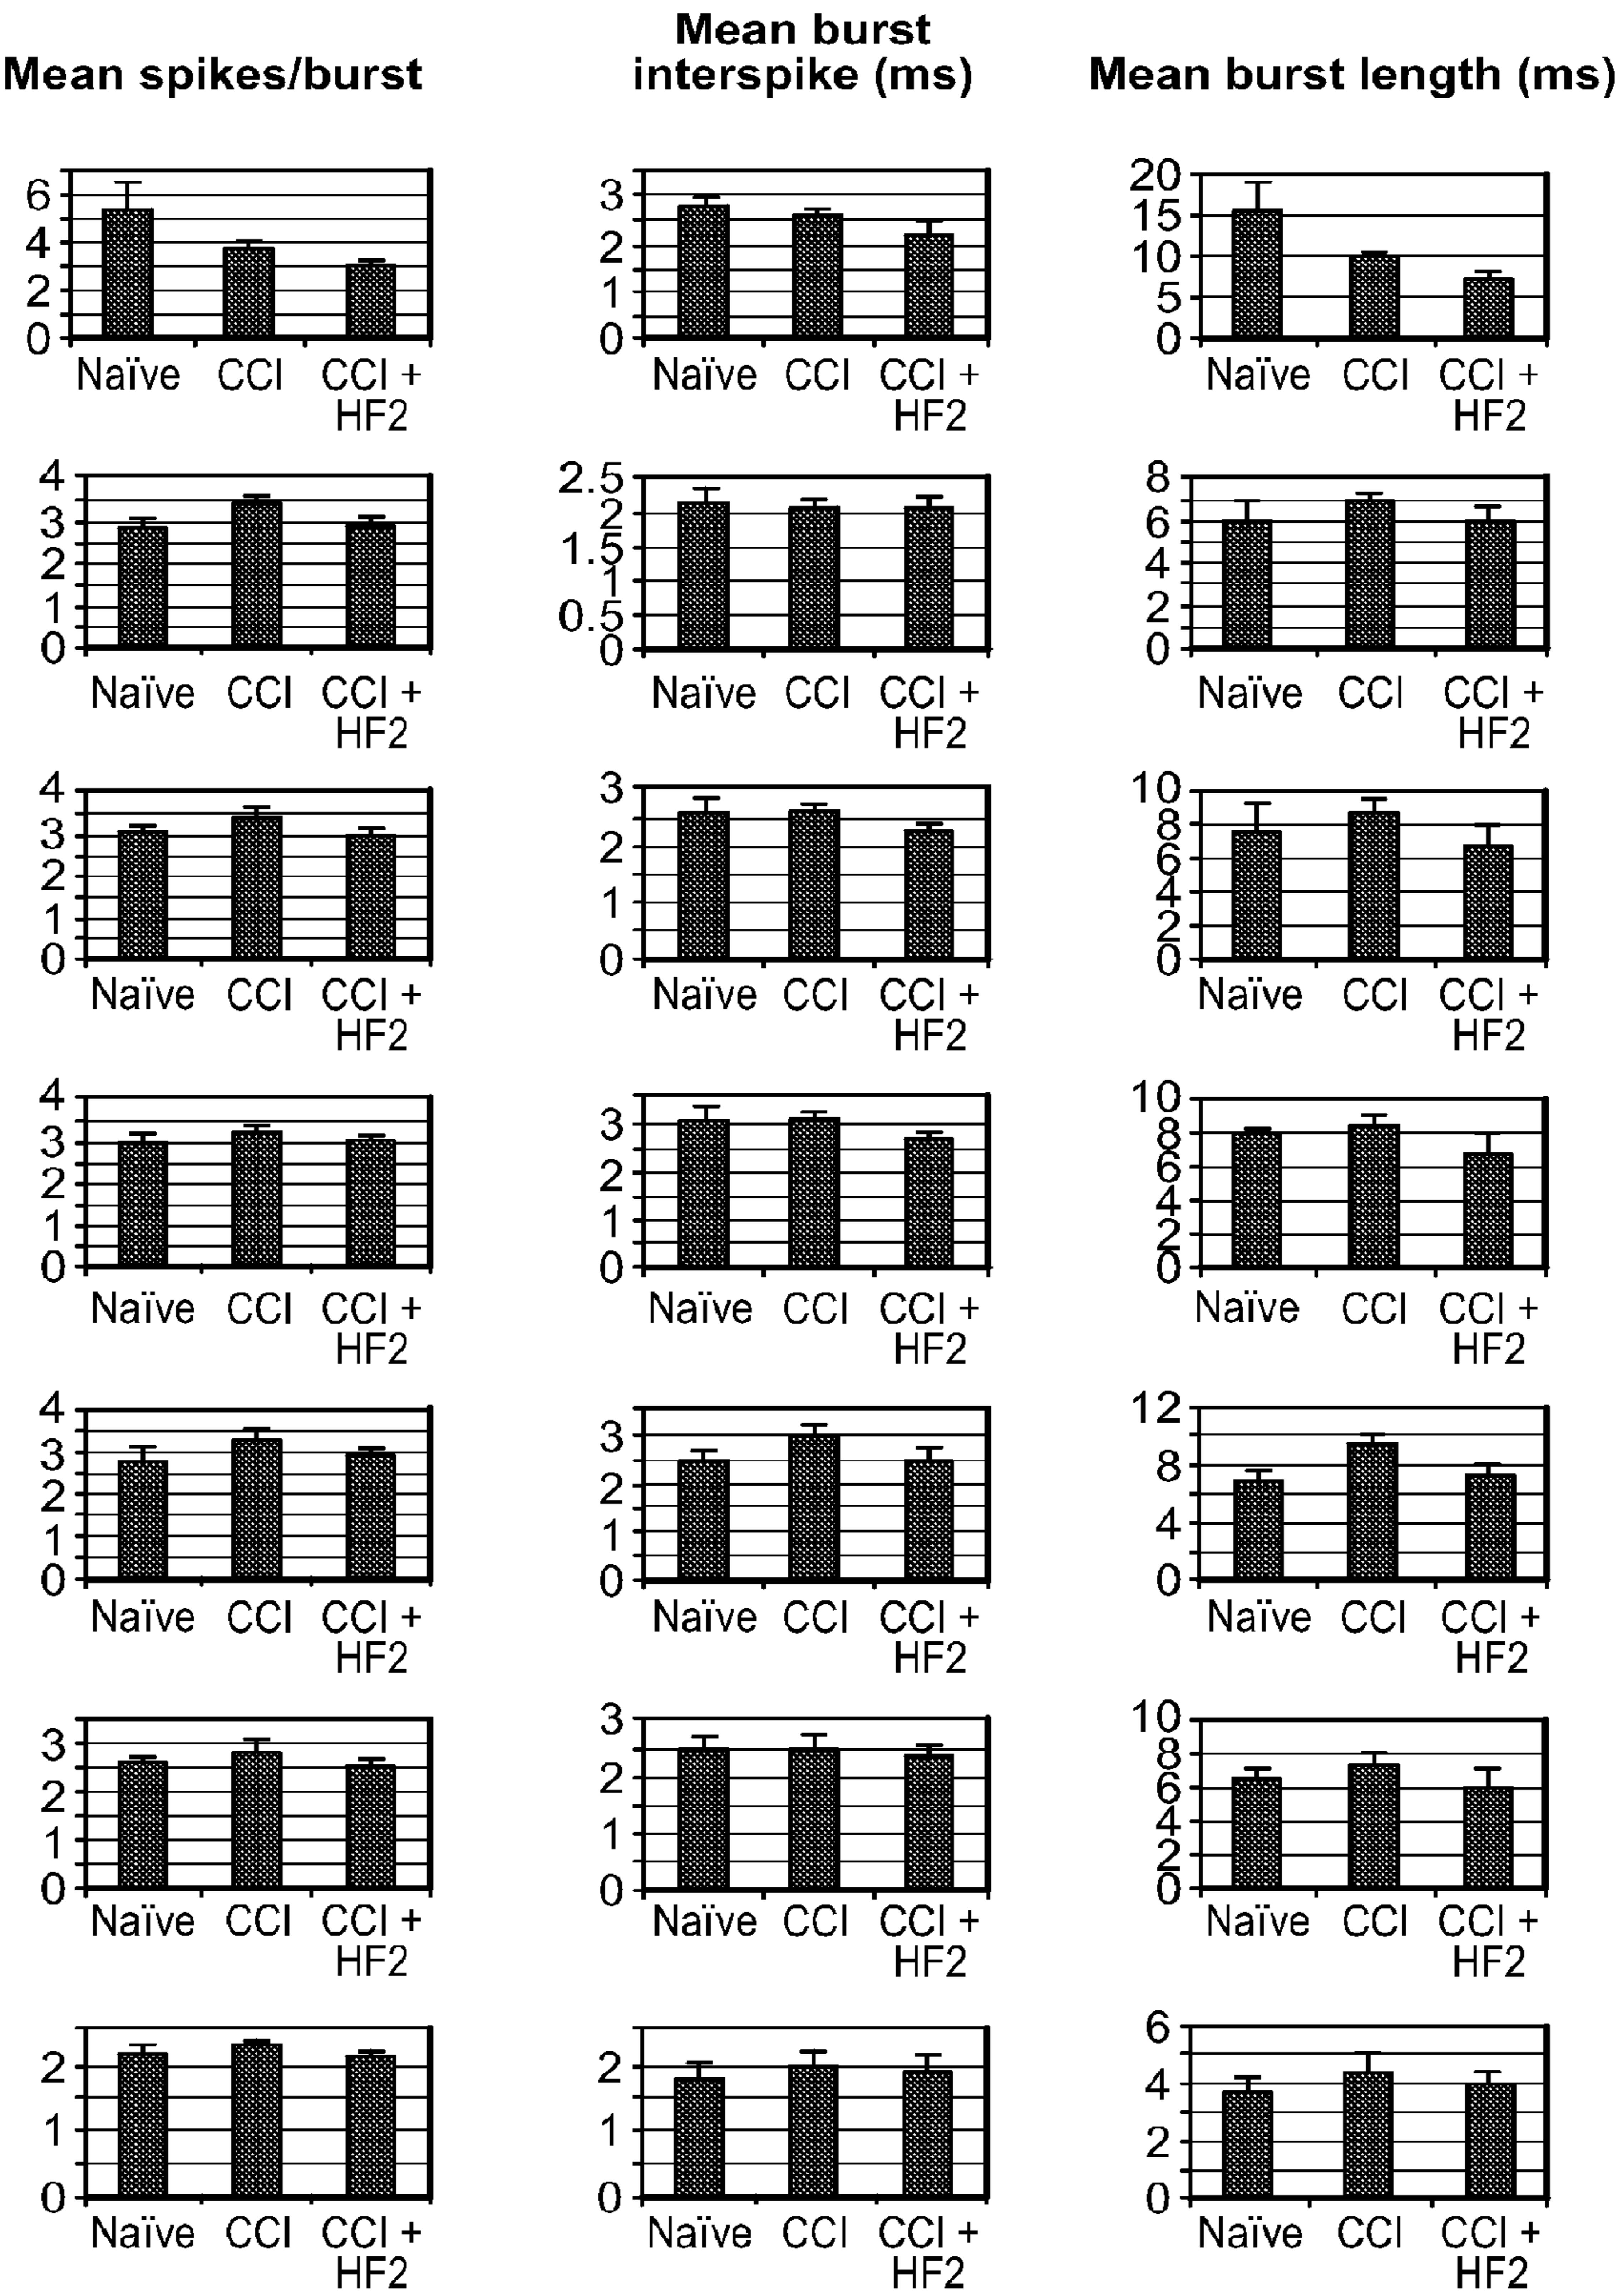 Mean spikes/burst
Mean burst
interspike (ms)
Mean burst length (ms)
6
4
2
0
Naïve CCI CCI +
HF2
3
2
1
0
Naïve CCI CCI +
HF2
20
15
10
5
0
Naïve CCI CCI +
HF2
4
3
2
1
0
Naïve CCI CCI +
HF2
2.5
2
1.5
1
0.5
0
Naïve CCI CCI +
HF2
8
6
4
2
0
Naïve CCI CCI +
HF2
4
3
2
1
0
Naïve CCI CCI +
HF2
3
2
1
0
Naïve CCI CCI +
HF2
10
8
6
4
2
0
Naïve CCI CCI +
HF2
4
3
2
1
0
Naïve CCI CCI +
HF2
3
2
1
0
Naïve CCI CCI +
HF2
10
8
6
4
2
0
Naïve CCI CCI +
HF2
4
3
2
1
0
Naïve CCI CCI +
HF2
3
2
1
0
Naïve CCI CCI +
HF2
12
8
4
0
Naïve CCI CCI +
HF2
3
2
1
0
Naïve CCI CCI +
HF2
3
2
1
0
Naïve CCI CCI +
HF2
10
8
6
4
2
0
Naïve CCI CCI +
HF2
2
1
0
Naïve CCI CCI +
HF2
2
1
0
Naïve CCI CCI +
HF2
6
4
2
0
Naïve CCI CCI +
HF2